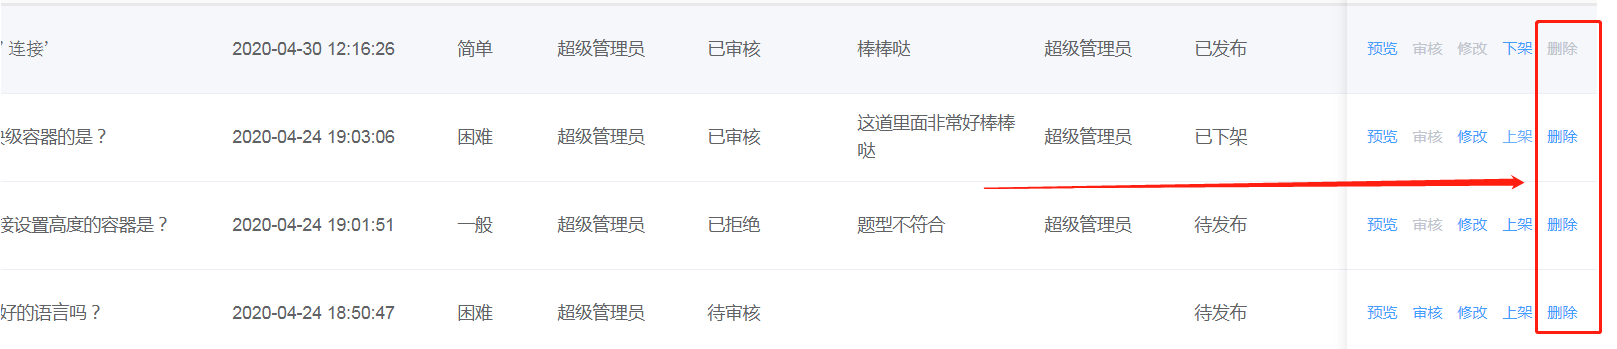 ’ 连接’ 2020-04-30 12:16:26 简单 超级管理员 已审核 棒棒哒 超级管理员 已发布 预览 审核 修改 下架 删除
级容器的是？ 2020-04-24 19:03:06 困难 超级管理员 已审核 这道里面非常好棒棒 超级管理员 已下架 预览 审核 修改 上架 删除
哒
接设置高度的容器是？ 2020-04-24 19:01:51 一般 超级管理员 已拒绝 题型不符合 超级管理员 待发布 预览 审核 修改 上架 删除
好的语言吗？ 2020-04-24 18:50:47 困难 超级管理员 待审核 待发布 预览 审核 修改 上架 删除